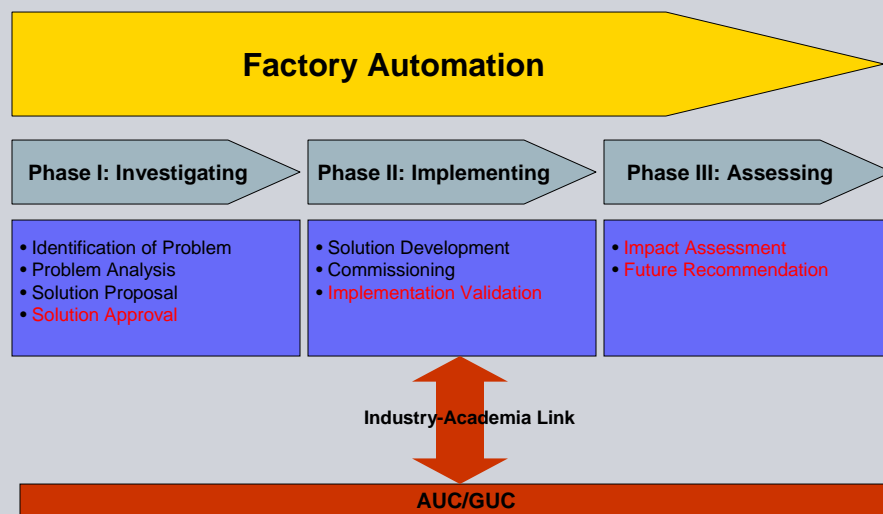 Factory Automation
Phase I: Investigating
Phase II: Implementing
Phase III: Assessing
• Identification of Problem
• Problem Analysis
• Solution Proposal
• Solution Approval
• Solution Development
• Commissioning
• Implementation Validation
• Impact Assessment
• Future Recommendation
Industry-Academia Link
AUC/GUC